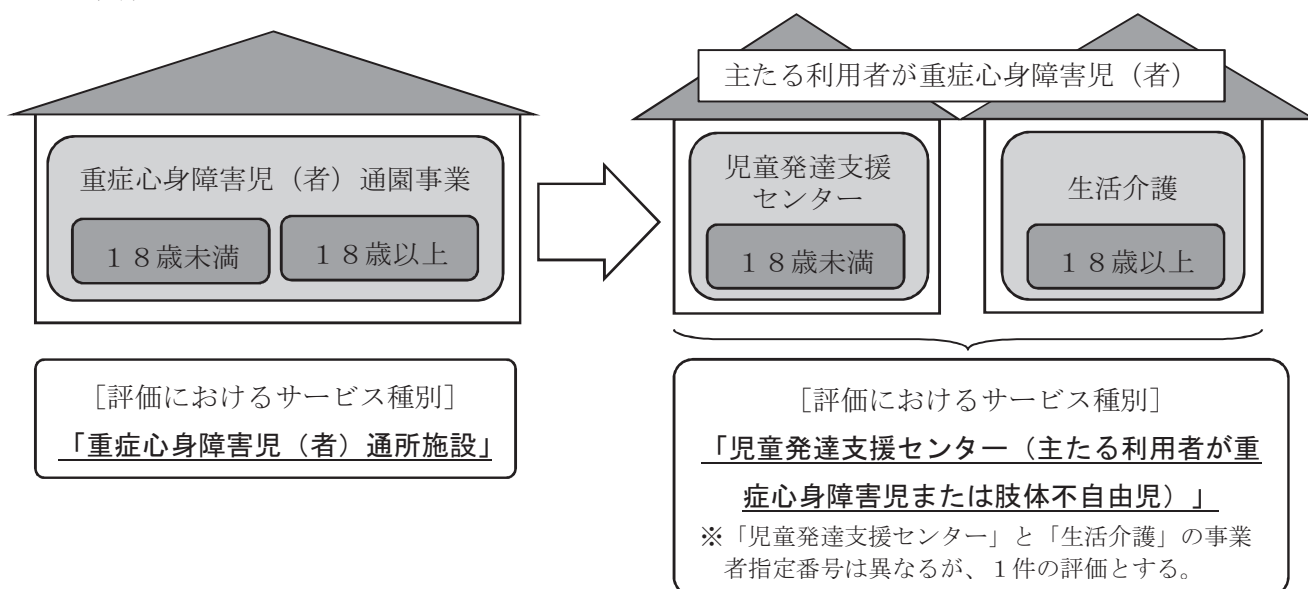 重症心身障害児（者）通園事業
１８歳未満
１８歳以上
［評価におけるサービス種別］
「重症心身障害児（者）通所施設」
主たる利用者が重症心身障害児（者）
児童発達支援
センター
１８歳未満
生活介護
１８歳以上
［評価におけるサービス種別］
「児童発達支援センター（主たる利用者が重
症心身障害児または肢体不自由児）」
※「児童発達支援センター」と「生活介護」の事業
者指定番号は異なるが、１件の評価とする。